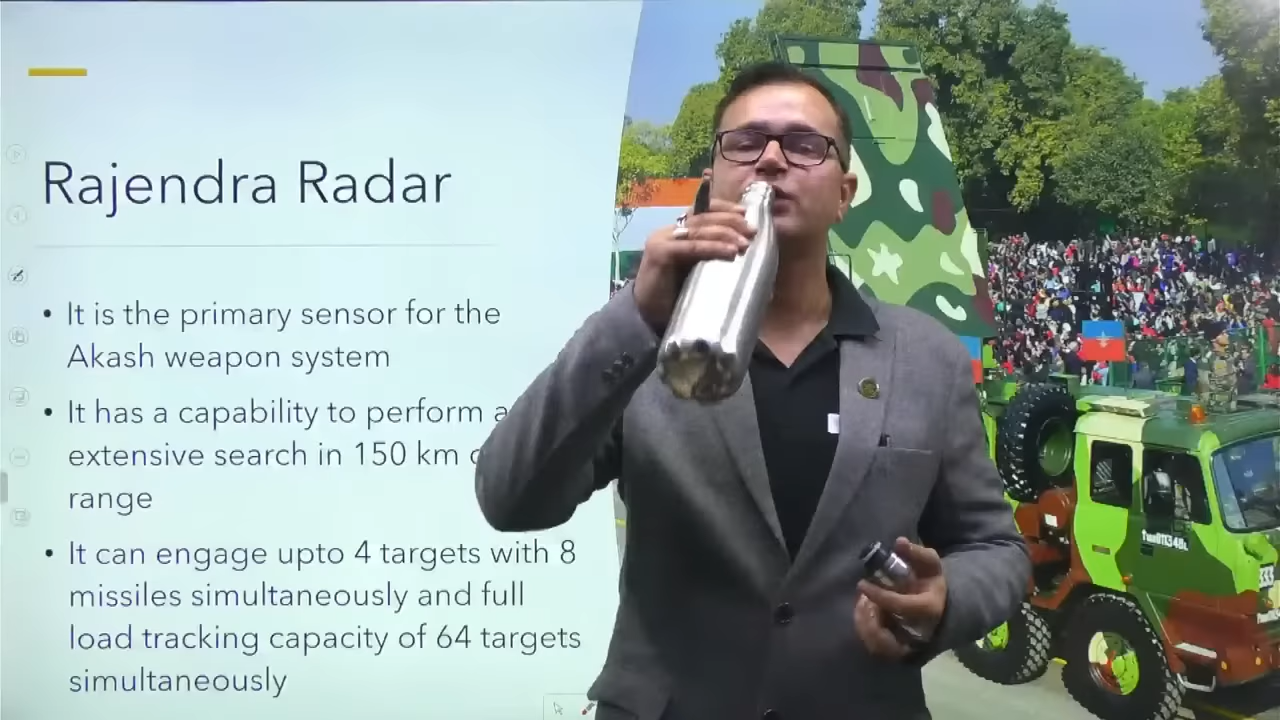 Rajendra Radar
• It is the primary sensor for the
Akash weapon system
• It has a capability to perform a
extensive search in 150 km
range
• It can engage upto 4 targets with 8
missiles simultaneously and full
load tracking capacity of 64 targets
simultaneously
333